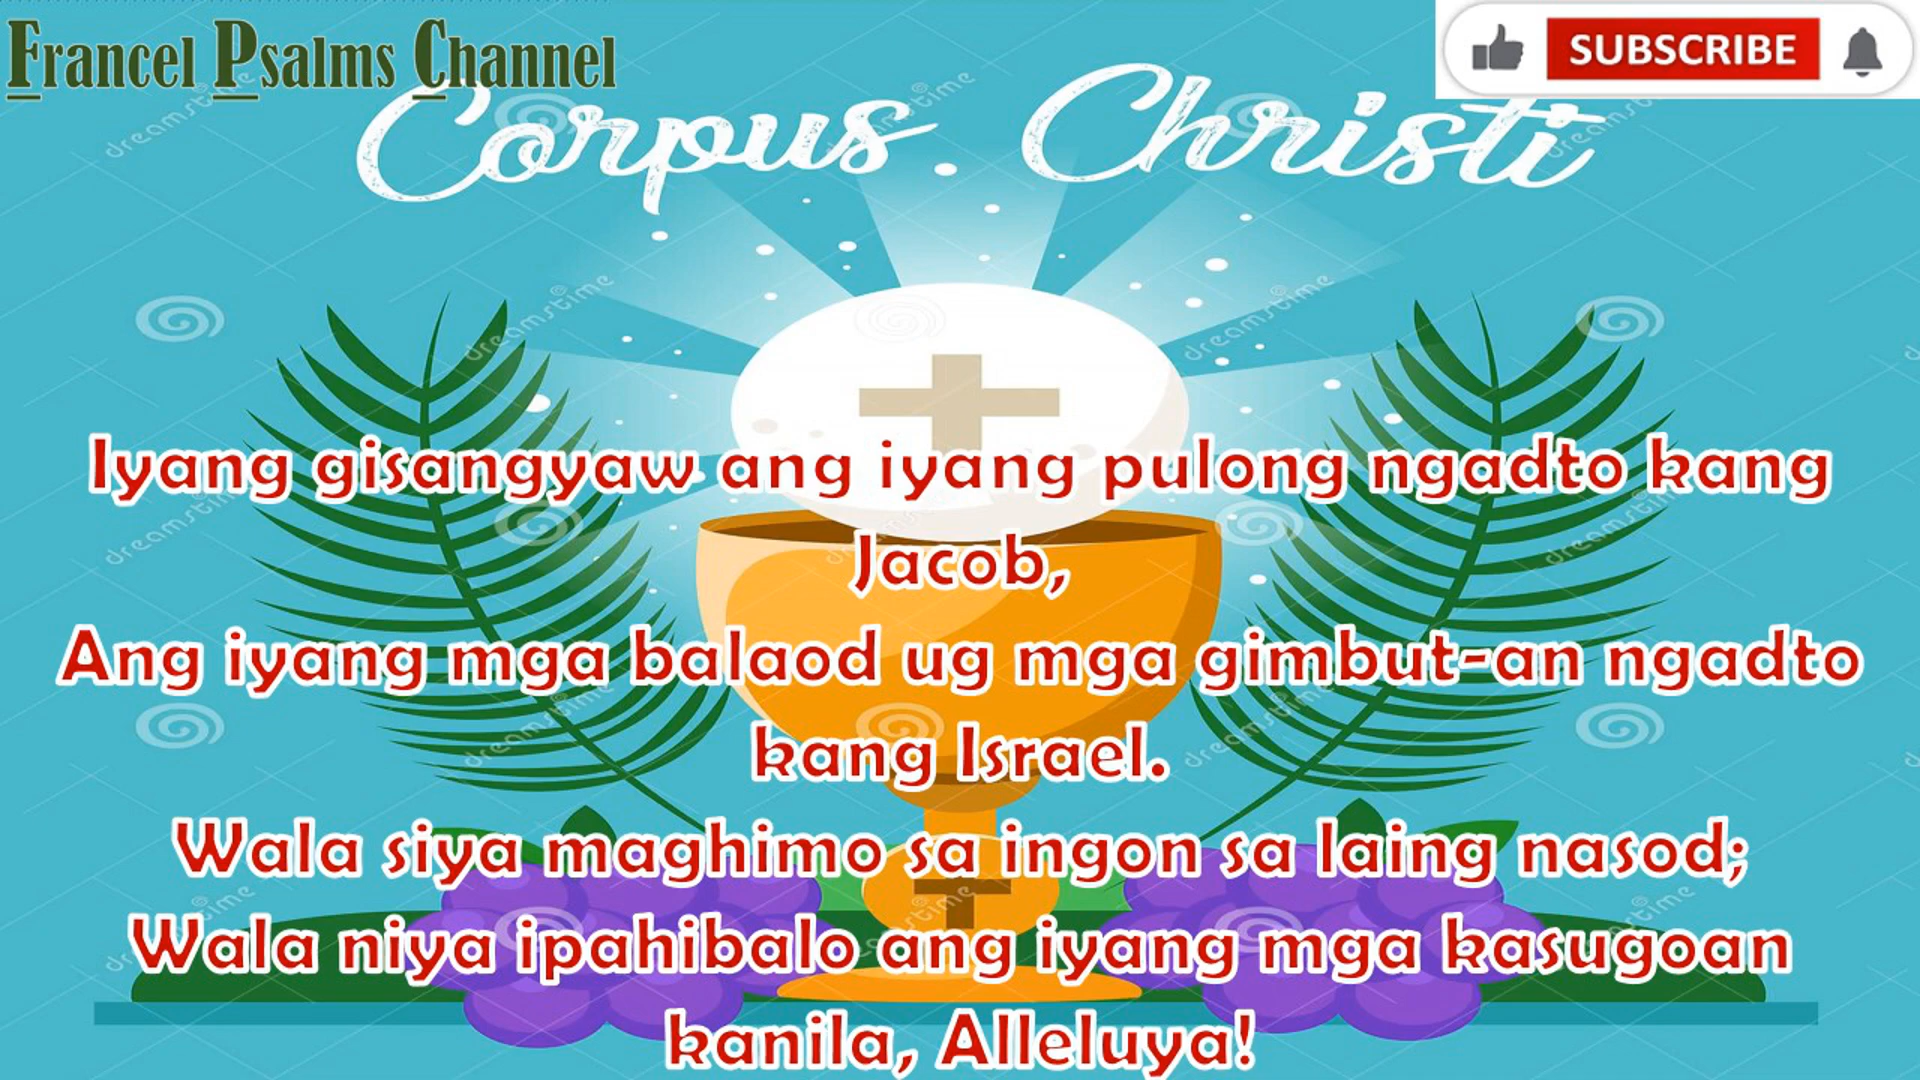 Francel Psalms Channel
SUBSCRIBE
Corpus Christi
Iyang gisangyaw ang iyang pulong ngadto kang
Jacob,
Ang iyang mga balaod ug mga gimbut-an ngadto
kang Israel.
Wala siya maghimo sa ingon sa laing nasod;
Wala niya ipahibalo ang iyang mga kasugoan
kanila, Alleluya!
dreamstime